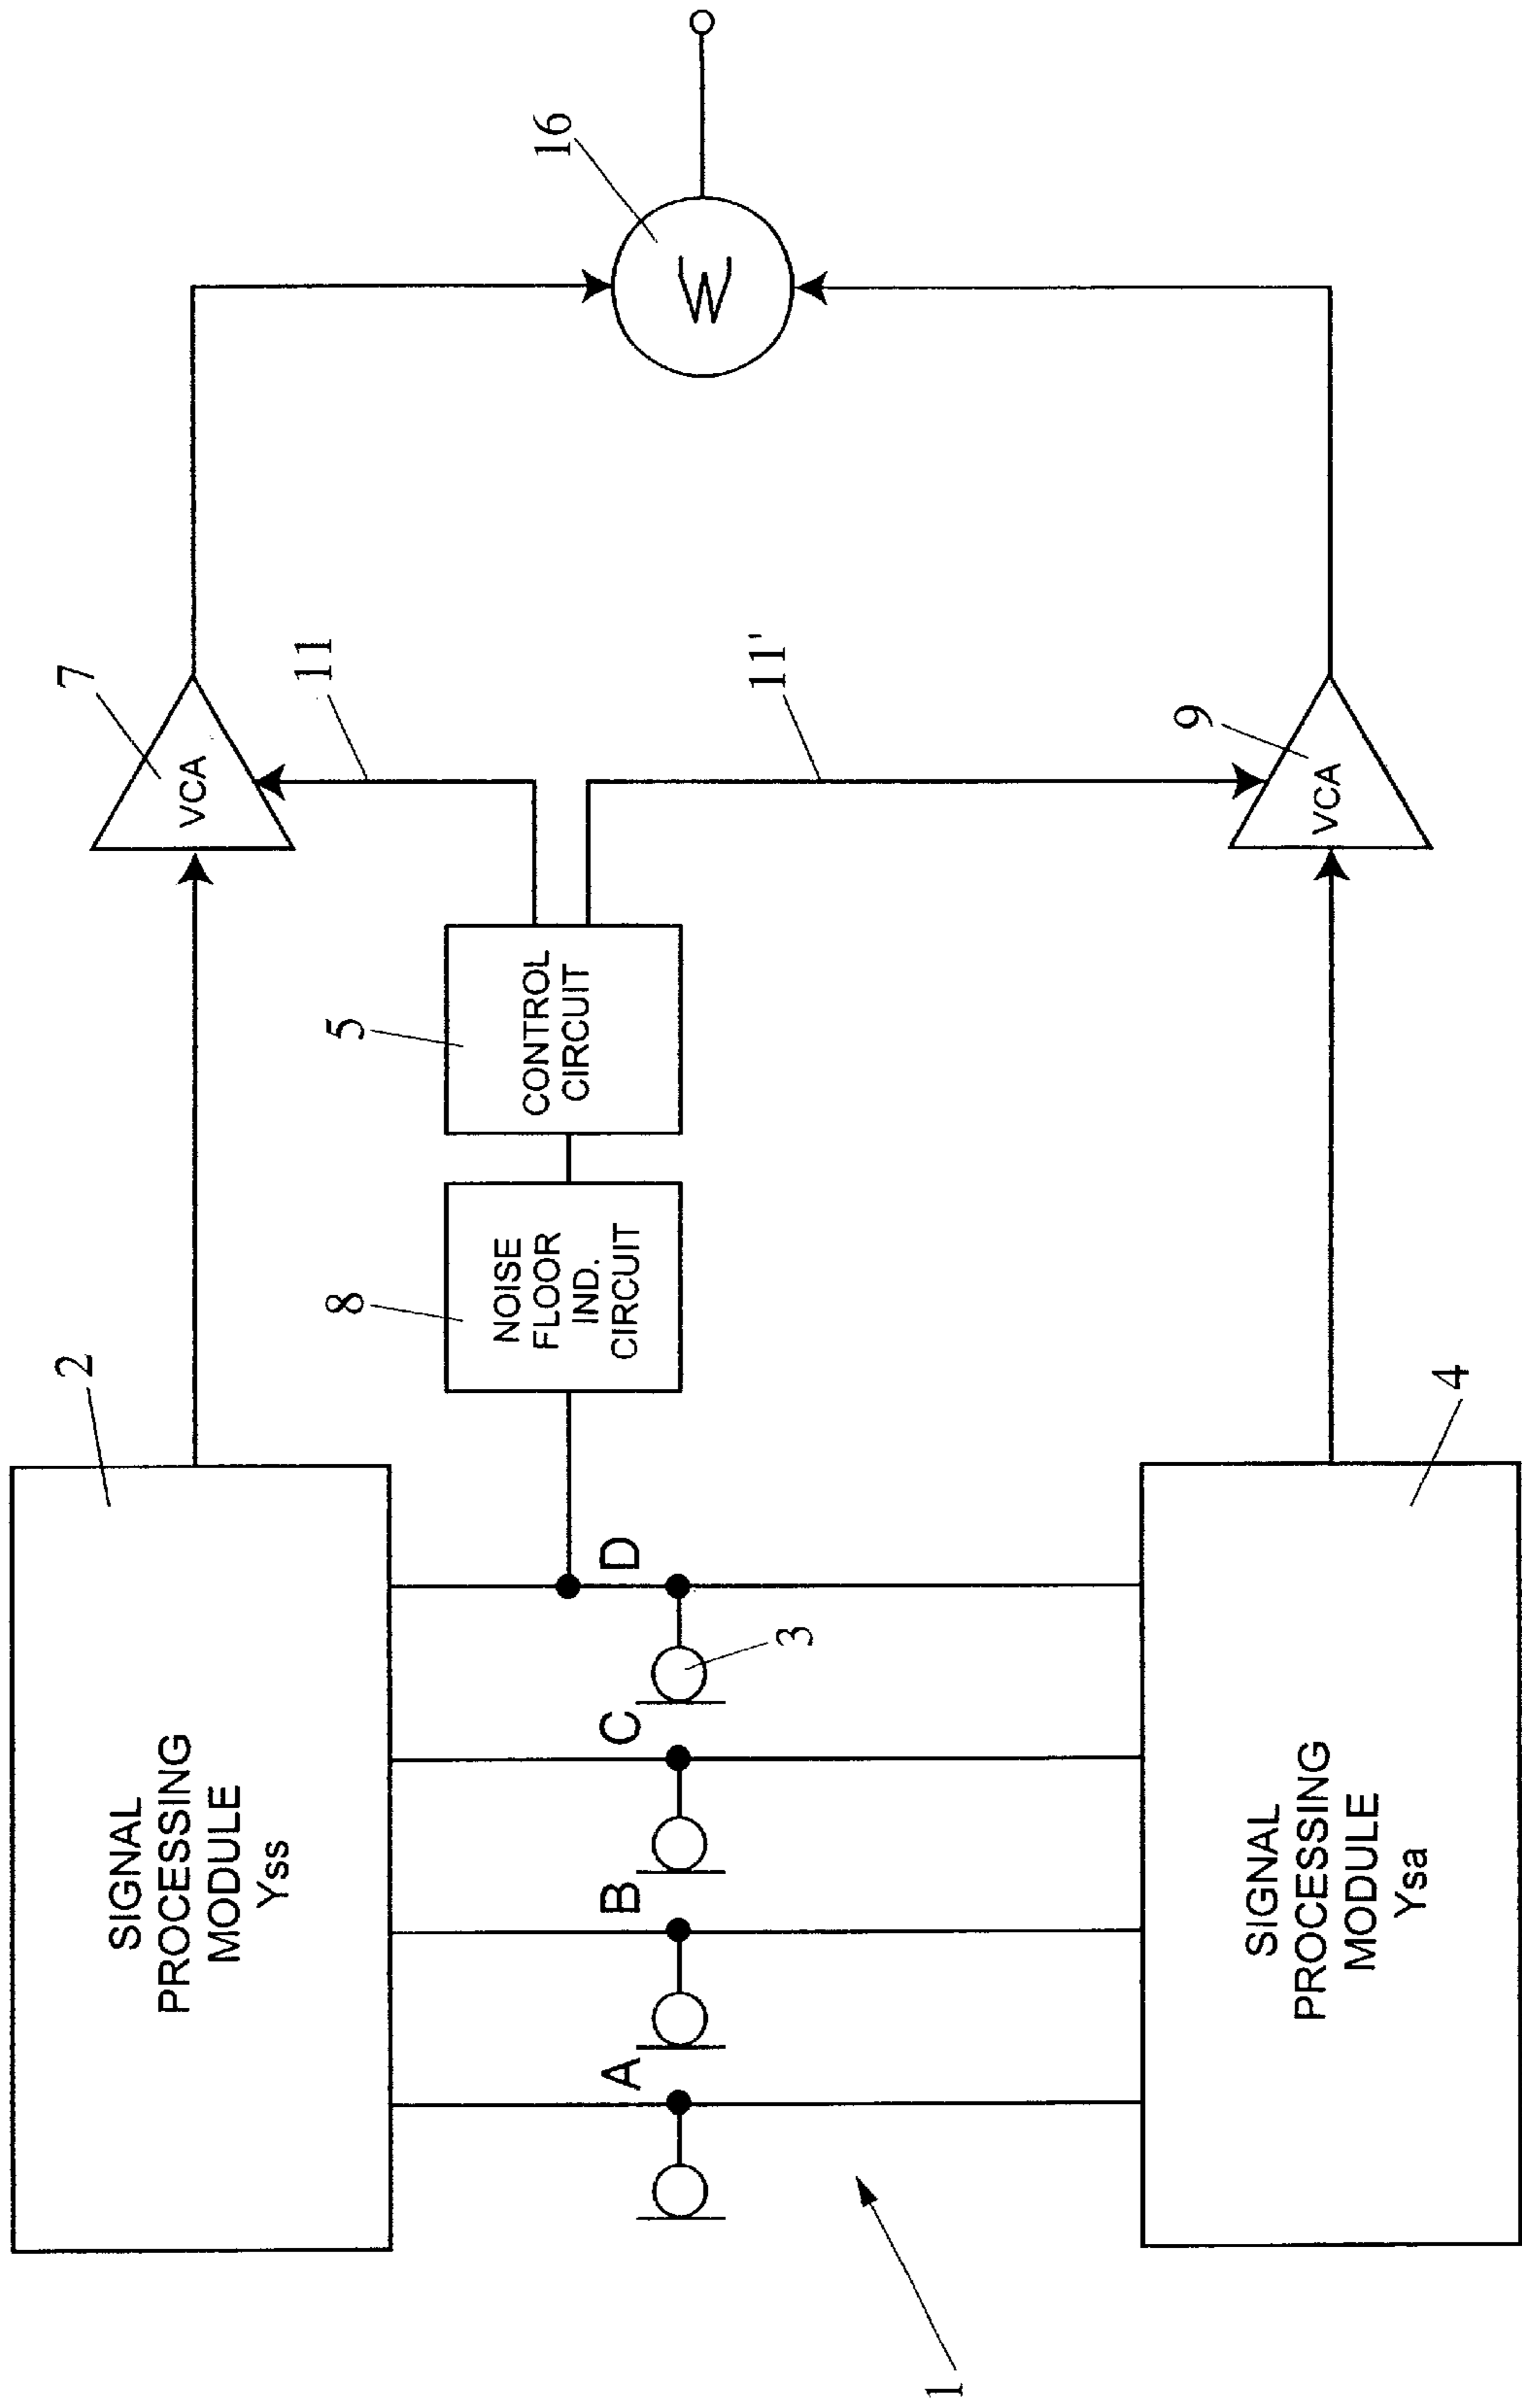 2
7
SIGNAL
PROCESSING
MODULE
Yss
VCA
11
8
5
NOISE
FLOOR
IND.
CIRCUIT
CONTROL
CIRCUIT
16
A
B
C
D
Σ
3
11'
1
9
SIGNAL
PROCESSING
MODULE
Ysa
VCA
4